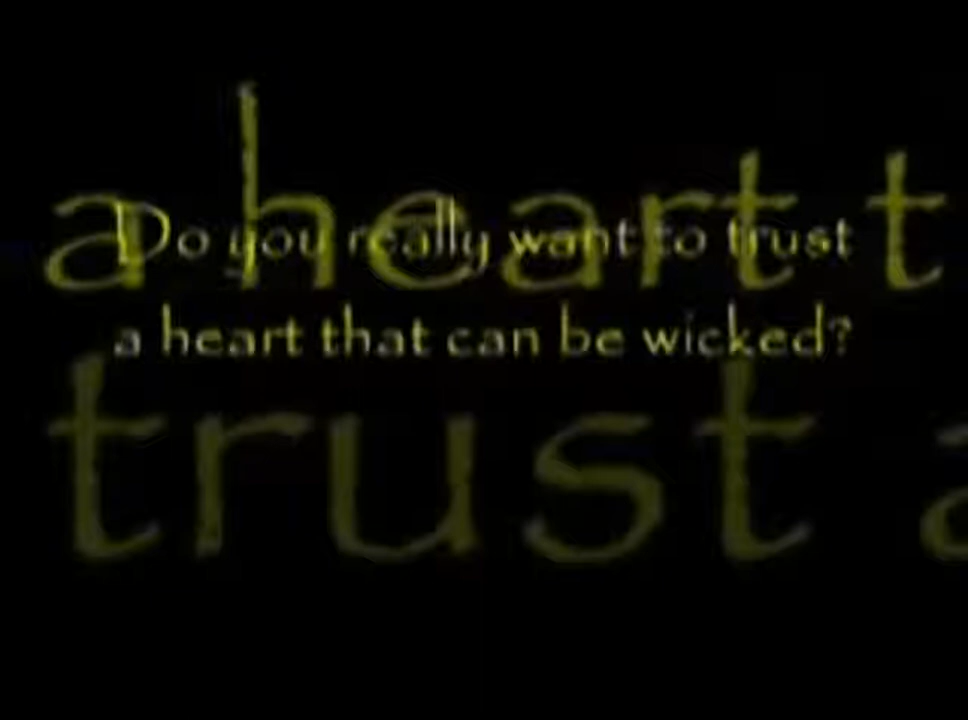 a heart t
Do you really want to trust
a heart that can be wicked?
trust a